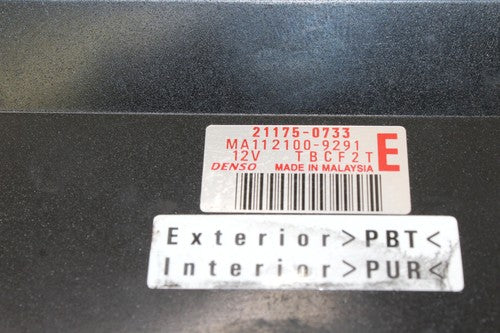 21175-0733
MA112100-9291
12V TBCF2T E
DENSO MADE IN MALAYSIA
Exterior>PBT<
Interior>PUR<